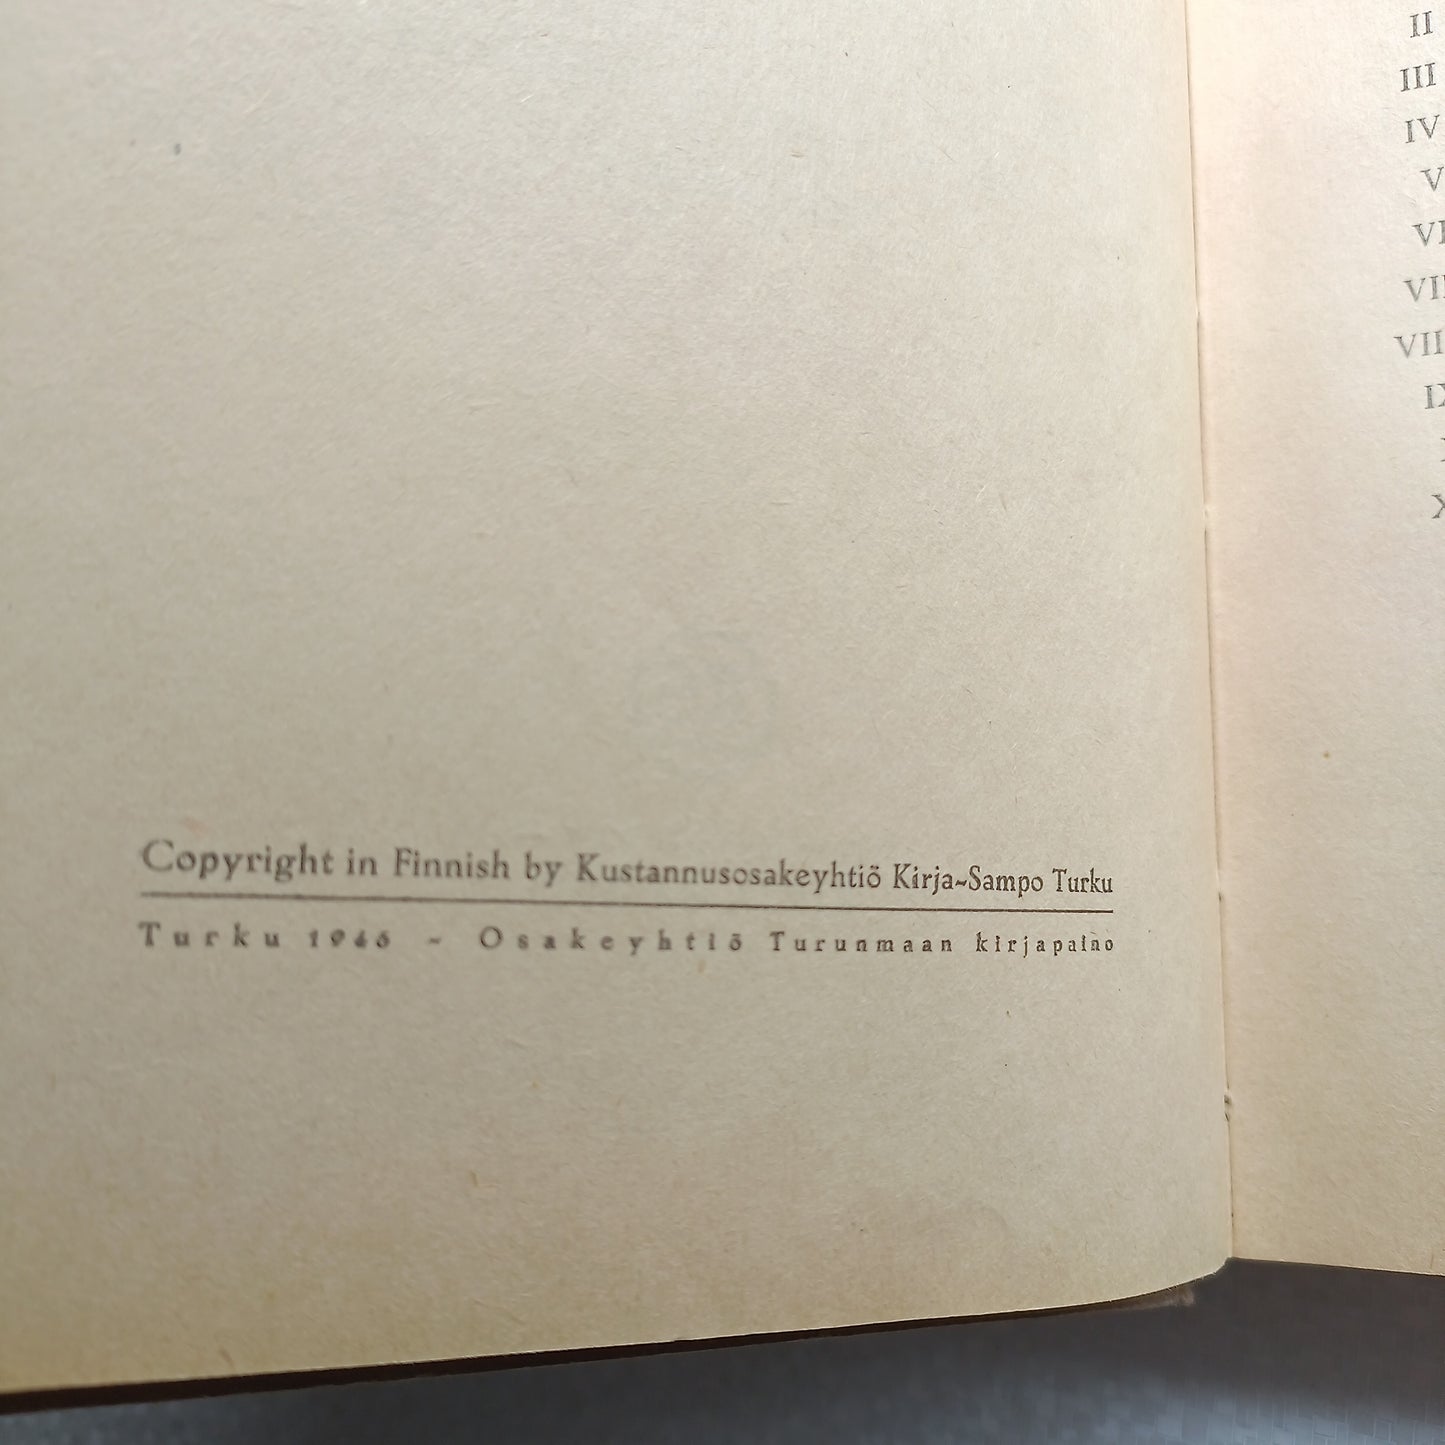 Copyright in Finnish by Kustannusosakeyhtiö Kirja-Sampo Turku
Turku 1946 - Osakeyhtiö Turunmaan kirjapaino
II
III
IV
V